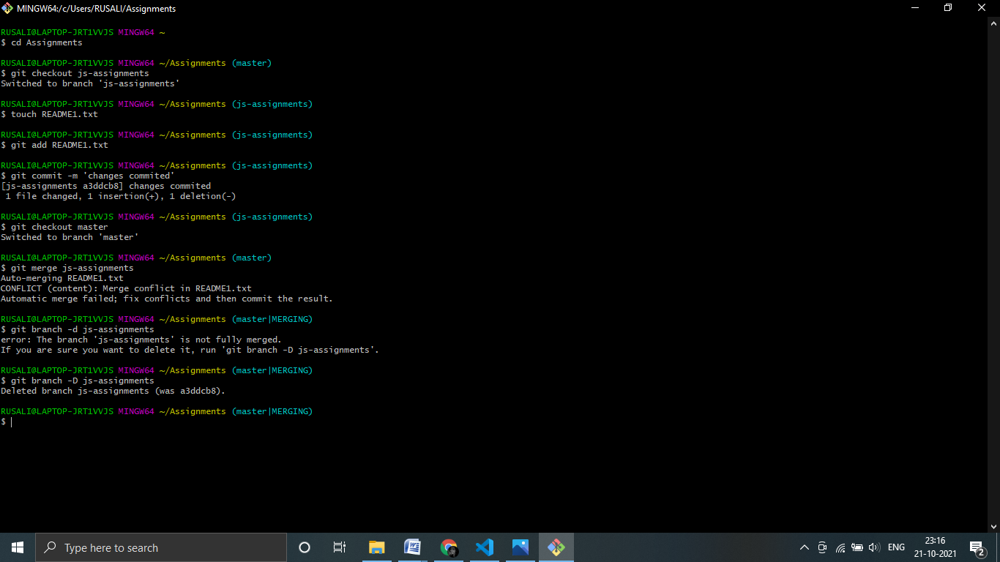 MINGW64:/c/Users/RUSALI/Assignments
RUSALI@LAPTOP-JRT1VVJS MINGW64 ~
$ cd Assignments
RUSALI@LAPTOP-JRT1VVJS MINGW64 ~/Assignments (master)
$ git checkout js-assignments
Switched to branch 'js-assignments'
RUSALI@LAPTOP-JRT1VVJS MINGW64 ~/Assignments (js-assignments)
$ touch README1.txt
RUSALI@LAPTOP-JRT1VVJS MINGW64 ~/Assignments (js-assignments)
$ git add README1.txt
RUSALI@LAPTOP-JRT1VVJS MINGW64 ~/Assignments (js-assignments)
$ git commit -m 'changes commited'
[js-assignments a3ddcb8] changes commited
1 file changed, 1 insertion(+), 1 deletion(-)
RUSALI@LAPTOP-JRT1VVJS MINGW64 ~/Assignments (js-assignments)
$ git checkout master
Switched to branch 'master'
RUSALI@LAPTOP-JRT1VVJS MINGW64 ~/Assignments (master)
$ git merge js-assignments
Auto-merging README1.txt
CONFLICT (content): Merge conflict in README1.txt
Automatic merge failed; fix conflicts and then commit the result.
RUSALI@LAPTOP-JRT1VVJS MINGW64 ~/Assignments (master|MERGING)
$ git branch -d js-assignments
error: The branch 'js-assignments' is not fully merged.
If you are sure you want to delete it, run 'git branch -D js-assignments'.
RUSALI@LAPTOP-JRT1VVJS MINGW64 ~/Assignments (master|MERGING)
$ git branch -D js-assignments
Deleted branch js-assignments (was a3ddcb8).
RUSALI@LAPTOP-JRT1VVJS MINGW64 ~/Assignments (master|MERGING)
$
Type here to search
ENG
23:16
21-10-2021
2